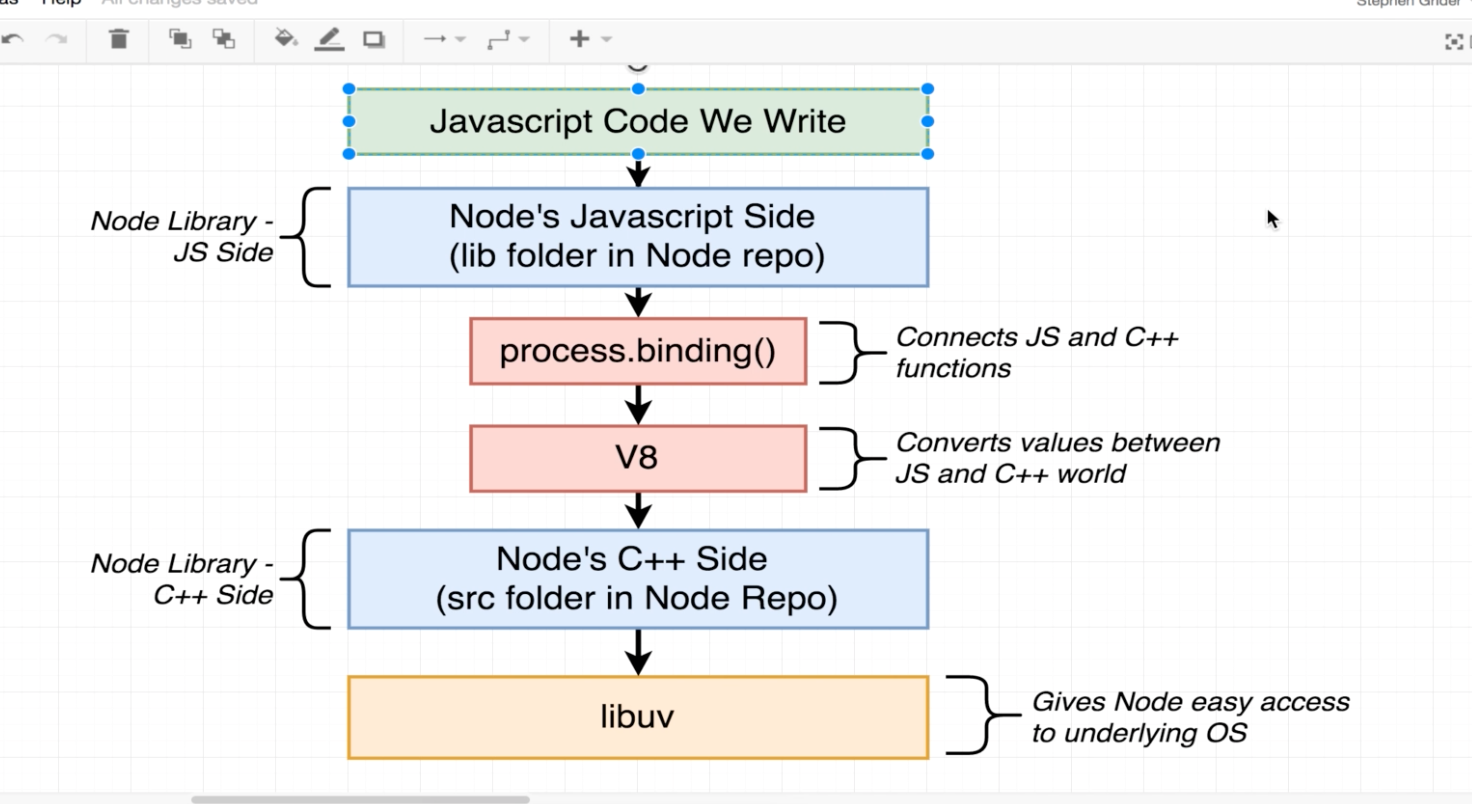 Help All changes saved
Stephen Grider
Javascript Code We Write
Node Library -
JS Side
Node's Javascript Side
(lib folder in Node repo)
process.binding()
Connects JS and C++
functions
V8
Converts values between
JS and C++ world
Node Library -
C++ Side
Node's C++ Side
(src folder in Node Repo)
libuv
Gives Node easy access
to underlying OS